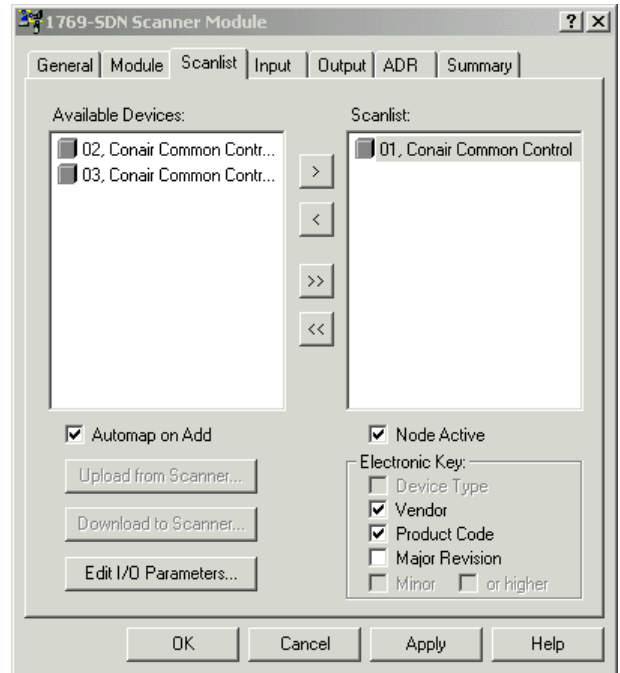 1769-SDN Scanner Module
General Module Scanlist Input Output ADR Summary
Available Devices:
Scanlist:
02, Conair Common Contr...
03, Conair Common Contr...
01, Conair Common Control
>
<
>>
<<
Automap on Add
Node Active
Upload from Scanner...
Download to Scanner...
Edit I/O Parameters...
Electronic Key:
Device Type
Vendor
Product Code
Major Revision
Minor or higher
OK Cancel Apply Help